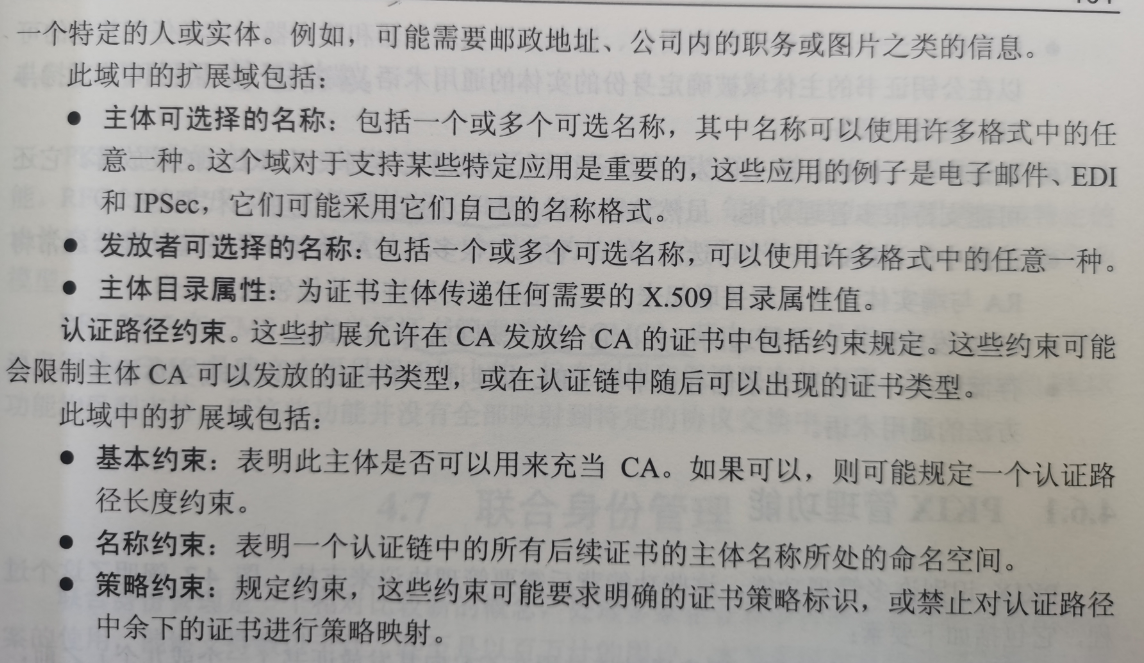 一个特定的人或实体。例如，可能需要邮政地址、公司内的职务或图片之类的信息。
此域中的扩展域包括：
● 主体可选择的名称：包括一个或多个可选名称，其中名称可以使用许多格式中的任
意一种。这个域对于支持某些特定应用是重要的，这些应用的例子是电子邮件、EDI
和 IPSec，它们可能采用它们自己的名称格式。
● 发放者可选择的名称：包括一个或多个可选名称，可以使用许多格式中的任意一种。
● 主体目录属性：为证书主体传递任何需要的 X.509 目录属性值。
认证路径约束。这些扩展允许在 CA 发放给 CA 的证书中包括约束规定。这些约束可能
会限制主体 CA 可以发放的证书类型，或在认证链中随后可以出现的证书类型。
此域中的扩展域包括：
● 基本约束：表明此主体是否可以用来充当 CA。如果可以，则可能规定一个认证路
径长度约束。
● 名称约束：表明一个认证链中的所有后续证书的主体名称所处的命名空间。
● 策略约束：规定约束，这些约束可能要求明确的证书策略标识，或禁止对认证路径
中余下的证书进行策略映射。